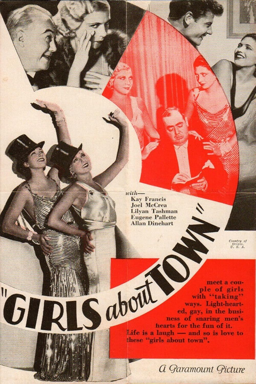 with—
Kay Francis
Joel McCrea
Lilyan Tashman
Eugene Pallette
Allan Dinehart
"GIRLS about TOWN"
meet a cou-
ple of girls
with "taking"
ways. Light-heart-
ed, gay, in the busi-
ness of snaring men's
hearts for the fun of it.
Life is a laugh — and so is love to
these "girls about town".
A Paramount Picture